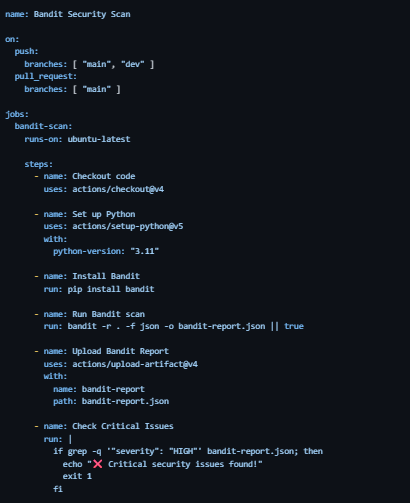 name: Bandit Security Scan

on:
  push:
    branches: [ "main", "dev" ]
  pull_request:
    branches: [ "main" ]

jobs:
  bandit-scan:
    runs-on: ubuntu-latest

    steps:
      - name: Checkout code
        uses: actions/checkout@v4

      - name: Set up Python
        uses: actions/setup-python@v5
        with:
          python-version: "3.11"

      - name: Install Bandit
        run: pip install bandit

      - name: Run Bandit scan
        run: bandit -r . -f json -o bandit-report.json || true

      - name: Upload Bandit Report
        uses: actions/upload-artifact@v4
        with:
          name: bandit-report
          path: bandit-report.json

      - name: Check Critical Issues
        run: |
          if grep -q '"severity": "HIGH"' bandit-report.json; then
            echo "❌ Critical security issues found!"
            exit 1
          fi